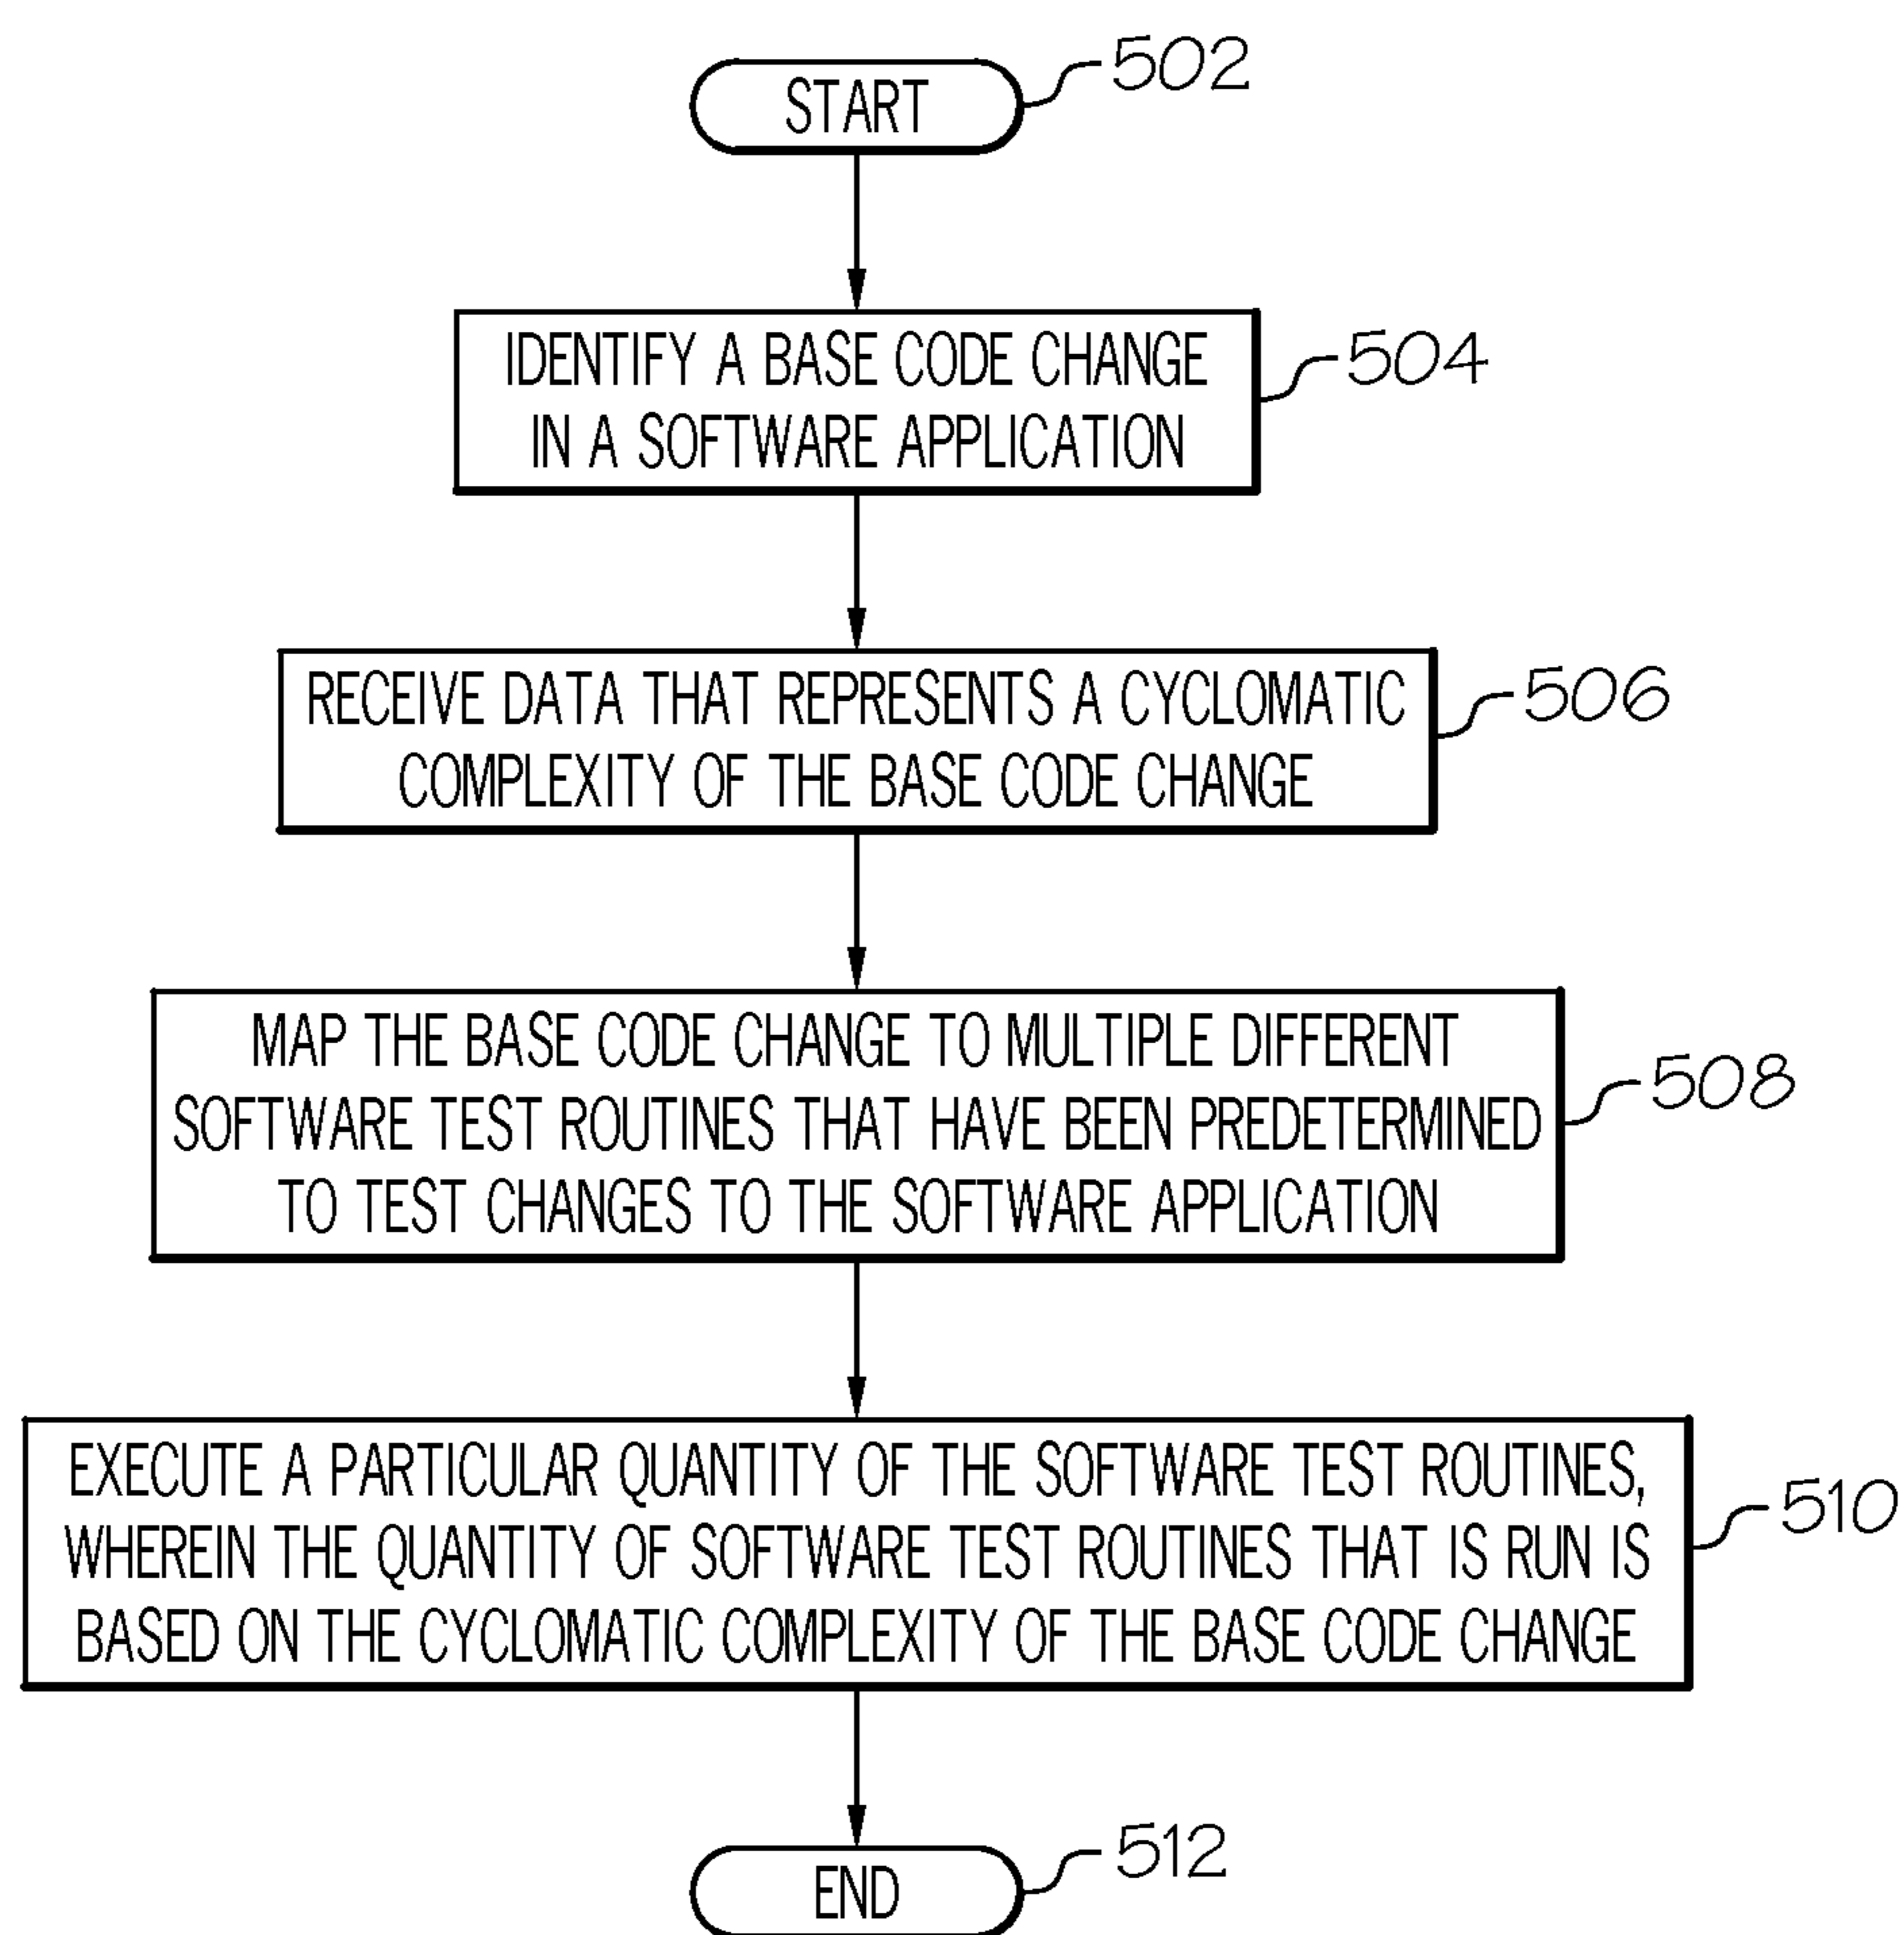 START
502
IDENTIFY A BASE CODE CHANGE
IN A SOFTWARE APPLICATION
504
RECEIVE DATA THAT REPRESENTS A CYCLOMATIC
COMPLEXITY OF THE BASE CODE CHANGE
506
MAP THE BASE CODE CHANGE TO MULTIPLE DIFFERENT
SOFTWARE TEST ROUTINES THAT HAVE BEEN PREDETERMINED
TO TEST CHANGES TO THE SOFTWARE APPLICATION
508
EXECUTE A PARTICULAR QUANTITY OF THE SOFTWARE TEST ROUTINES,
WHEREIN THE QUANTITY OF SOFTWARE TEST ROUTINES THAT IS RUN IS
BASED ON THE CYCLOMATIC COMPLEXITY OF THE BASE CODE CHANGE
510
END
512